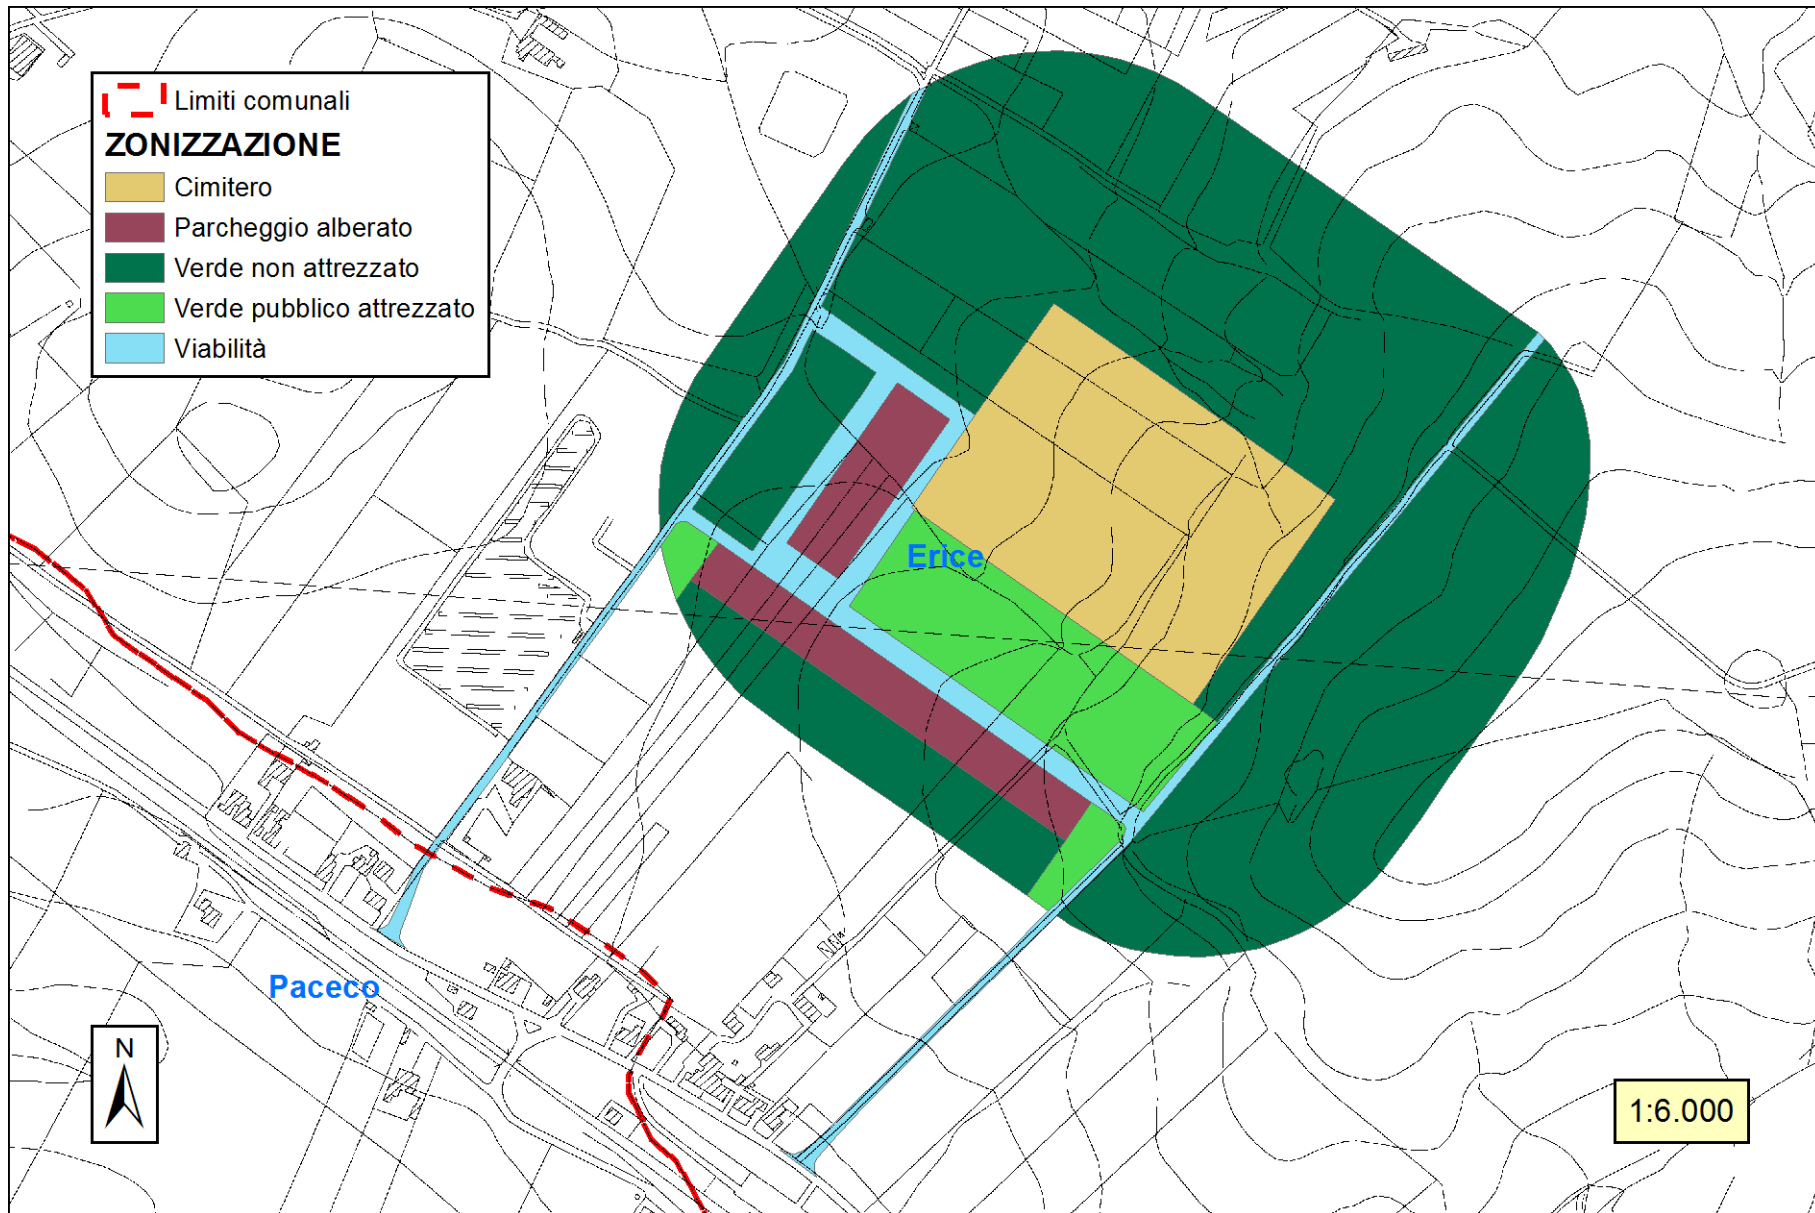 Limiti comunali
ZONIZZAZIONE
Cimitero
Parcheggio alberato
Verde non attrezzato
Verde pubblico attrezzato
Viabilità
Erice
Paceco
N
1:6.000